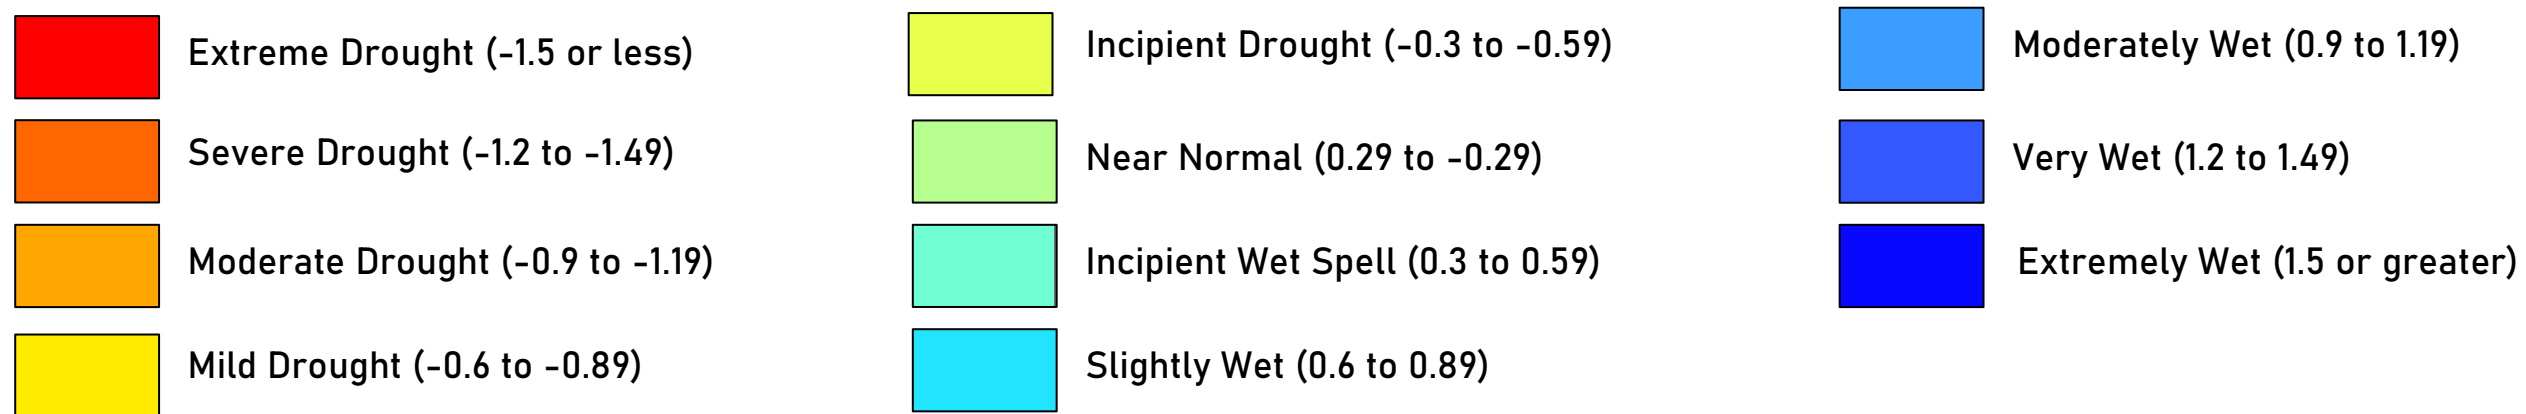 Extreme Drought (-1.5 or less)
Severe Drought (-1.2 to -1.49)
Moderate Drought (-0.9 to -1.19)
Mild Drought (-0.6 to -0.89)
Incipient Drought (-0.3 to -0.59)
Near Normal (0.29 to -0.29)
Incipient Wet Spell (0.3 to 0.59)
Slightly Wet (0.6 to 0.89)
Moderately Wet (0.9 to 1.19)
Very Wet (1.2 to 1.49)
Extremely Wet (1.5 or greater)